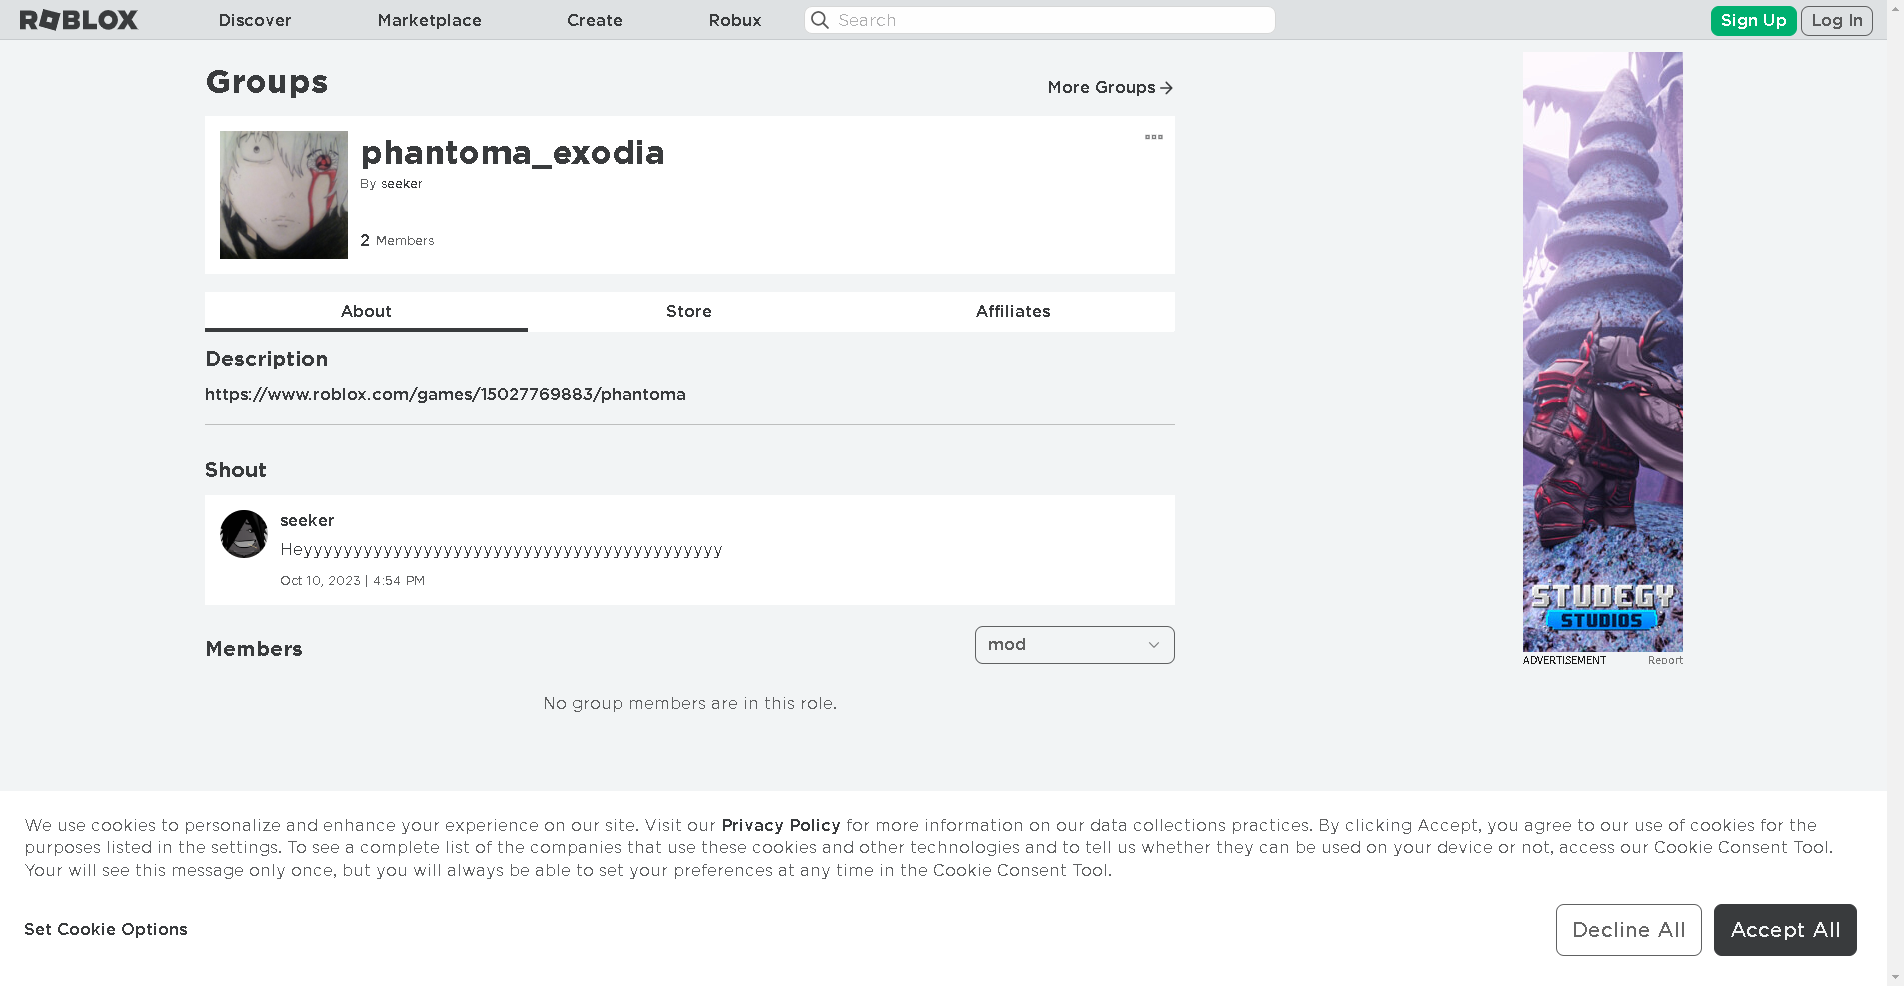 ROBLOX Discover Marketplace Create Robux Search Sign Up Log In
Groups
More Groups
phantoma_exodia
By seeker
2 Members
About Store Affiliates
Description
https://www.roblox.com/games/15027769883/phantoma
Shout
seeker
Heyyyyyyyyyyyyyyyyyyyyyyyyyyyyyyyyyyyyyyyyyy
Oct 10, 2023 | 4:54 PM
Members
mod
No group members are in this role.
STUDEGY
STUDIOS
ADVERTISEMENT Report
We use cookies to personalize and enhance your experience on our site. Visit our Privacy Policy for more information on our data collections practices. By clicking Accept, you agree to our use of cookies for the
purposes listed in the settings. To see a complete list of the companies that use these cookies and other technologies and to tell us whether they can be used on your device or not, access our Cookie Consent Tool.
Your will see this message only once, but you will always be able to set your preferences at any time in the Cookie Consent Tool.
Set Cookie Options
Decline All
Accept All